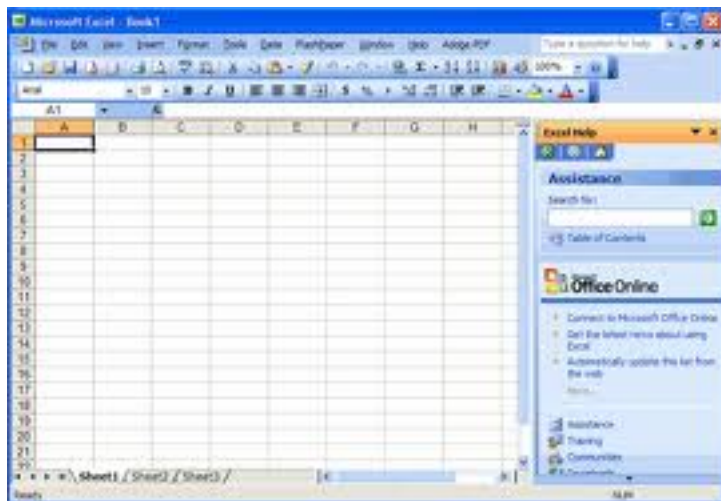 Microsoft Excel - Book1
File Edit View Insert Format Tools Data FlashPaper Window Help Adobe PDF
Type a question for help
100%
Arial 10 B I U $ %
A1
A B C D E F G H
1
2
3
4
5
6
7
8
9
10
11
12
13
14
15
16
17
18
19
20
21
22
Sheet1 / Sheet2 / Sheet3 /
Ready
NUM
Excel Help
Assistance
Search for:
Table of Contents
Office Online
Connect to Microsoft Office Online
Get the latest news about using
Excel
Automatically update this list from
the web
More...
Assistance
Training
Communities
Downloads